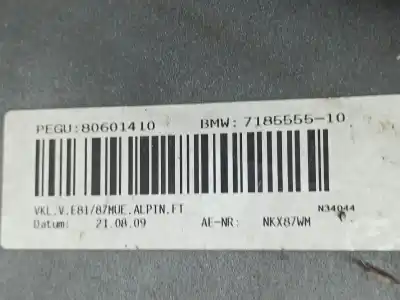 PEGU:80601410 BMW:7185555-10
VKL.V.E81/87MUE.ALPIN.FT N34044
Datum: 21.08.09 AE-NR: NKX87WM